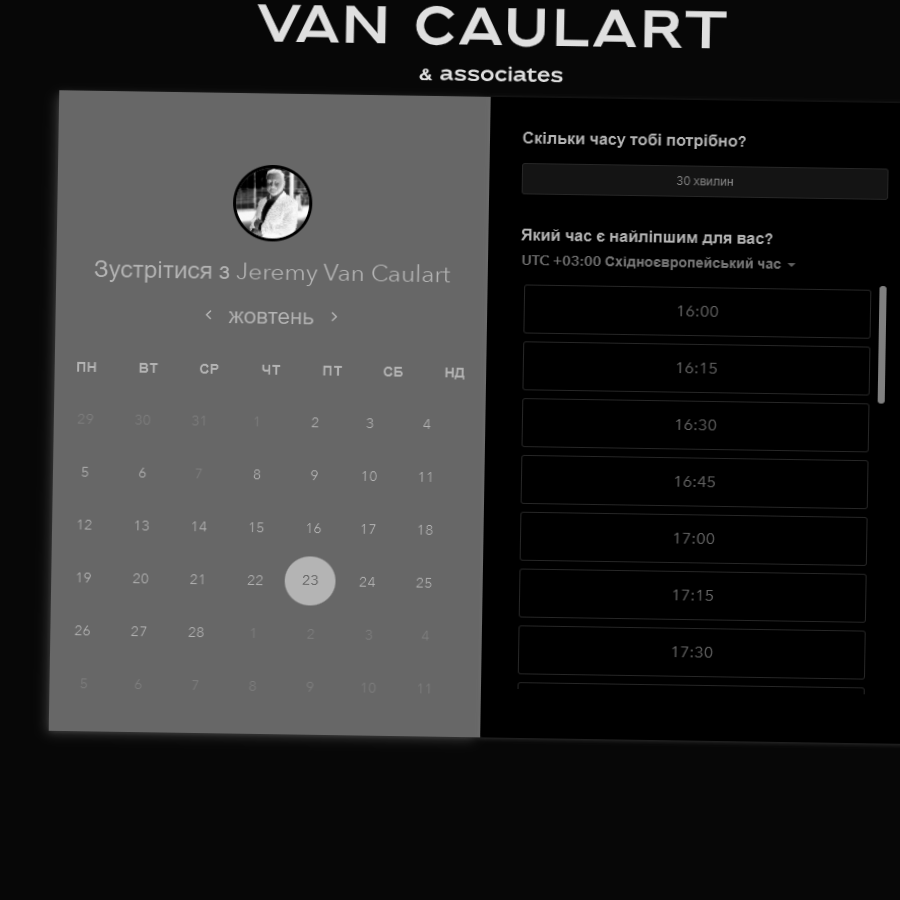 VAN CAULART
& associates
Зустрітися з Jeremy Van Caulart
жовтень
ПН ВТ СР ЧТ ПТ СБ НД
29 30 31 1 2 3 4
5 6 7 8 9 10 11
12 13 14 15 16 17 18
19 20 21 22 23 24 25
26 27 28 1 2 3 4
5 6 7 8 9 10 11
Скільки часу тобі потрібно?
30 хвилин
Який час є найліпшим для вас?
UTC +03:00 Східноєвропейський час
16:00
16:15
16:30
16:45
17:00
17:15
17:30